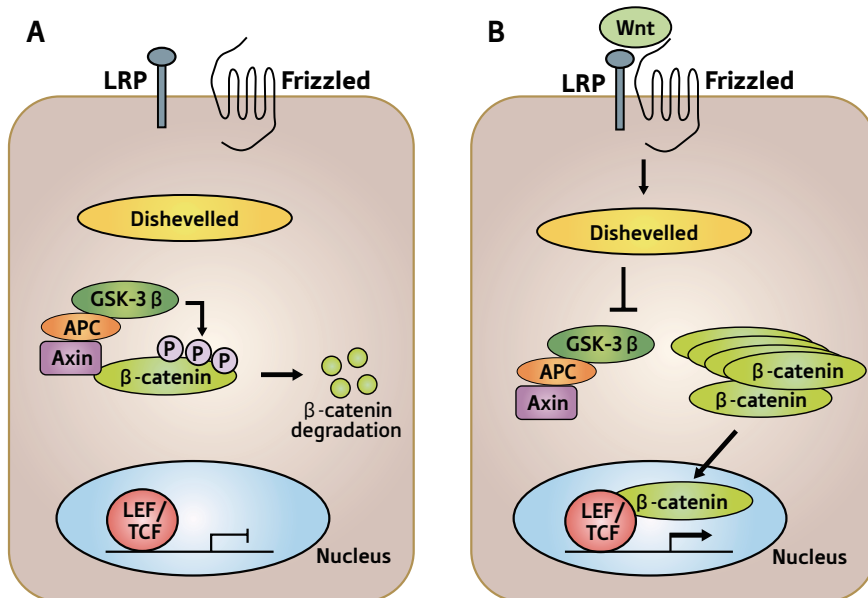 A
LRP
Frizzled
Dishevelled
GSK-3 β
APC
Axin
P
P
P
β-catenin
β-catenin
degradation
LEF/
TCF
Nucleus
B
Wnt
LRP
Frizzled
Dishevelled
GSK-3 β
APC
Axin
β-catenin
β-catenin
β-catenin
LEF/
TCF
Nucleus